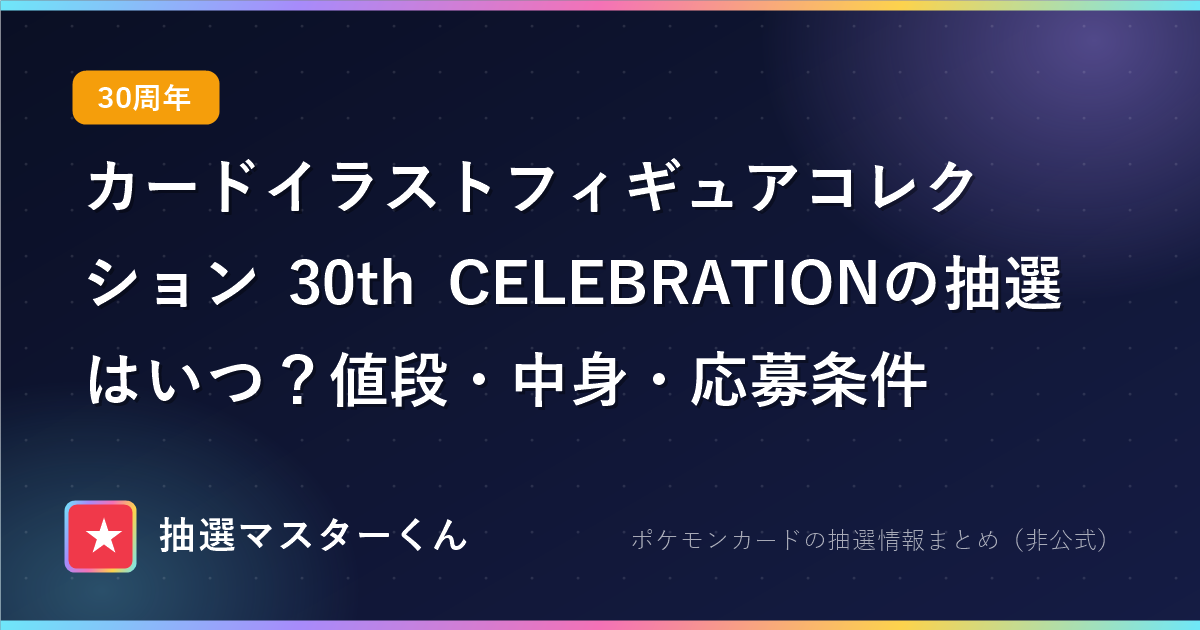 30周年
カードイラストフィギュアコレク
ション 30th CELEBRATIONの抽選
はいつ？値段・中身・応募条件
抽選マスターくん
ポケモンカードの抽選情報まとめ（非公式）